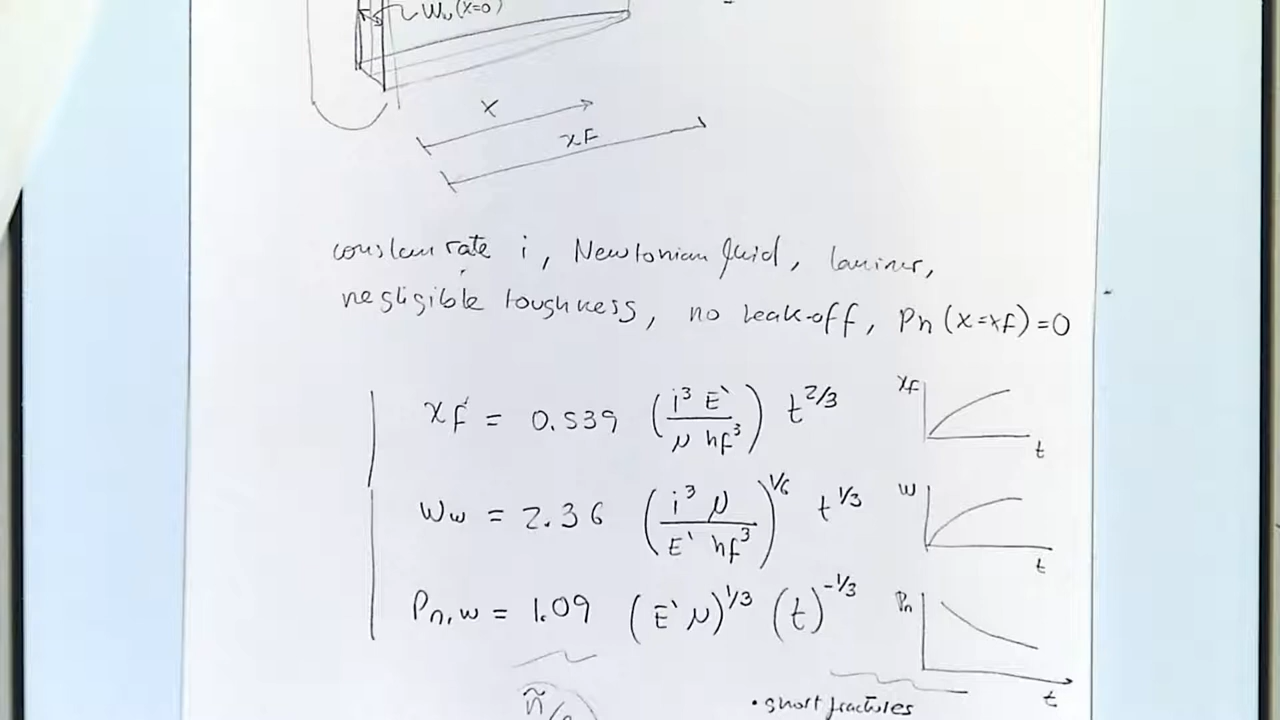 Ww (x=0)
x
xf
constan rate i, Newtonian fluid, laminer,
negligible toughness, no leak-off, Pn (x=xf)=0
xf = 0.539 (i³ E' / μ hf³) t^2/3
xf
t
Ww = 2.36 (i³ μ / E' hf³)^1/6 t^1/3
w
t
Pn,w = 1.09 (E' μ)^1/3 (t)^-1/3
Pn
t
• short fractures